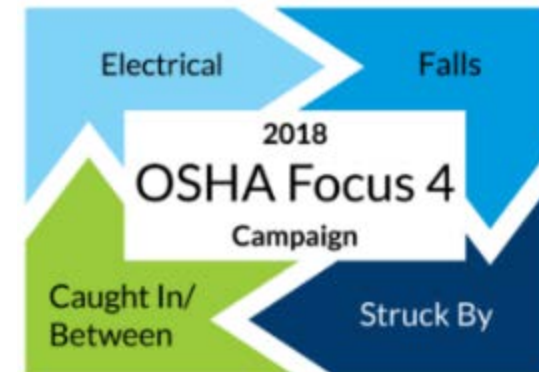 Electrical
Falls
2018
OSHA Focus 4
Campaign
Caught In/
Between
Struck By